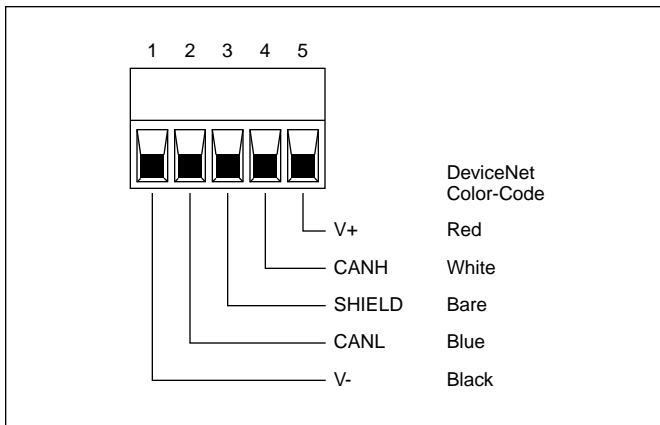 1 2 3 4 5
DeviceNet
Color-Code
V+ Red
CANH White
SHIELD Bare
CANL Blue
V- Black